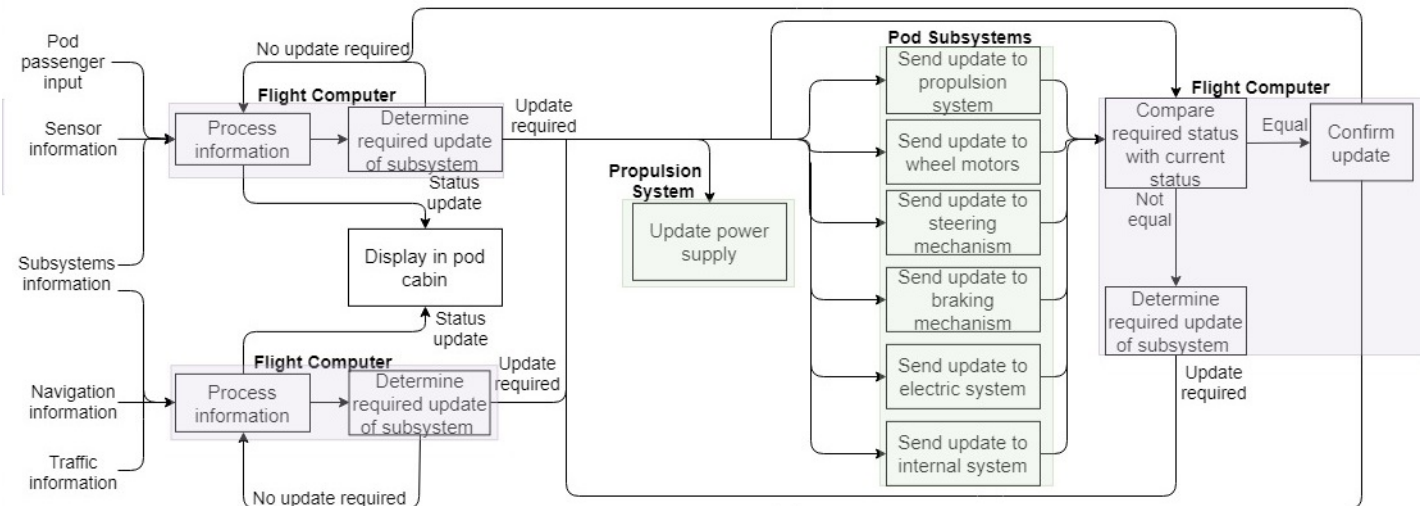 Pod
passenger
input
Sensor
information
Subsystems
information
Navigation
information
Traffic
information
No update required
Flight Computer
Process
information
Determine
required update
of subsystem
Update
required
Status
update
Display in pod
cabin
Status
update
Flight Computer
Process
information
Determine
required update
of subsystem
Update
required
No update required
Propulsion
System
Update power
supply
Pod Subsystems
Send update to
propulsion
system
Send update to
wheel motors
Send update to
steering
mechanism
Send update to
braking
mechanism
Send update to
electric system
Send update to
internal system
Flight Computer
Compare
required status
with current
status
Equal
Confirm
update
Not
equal
Determine
required update
of subsystem
Update
required